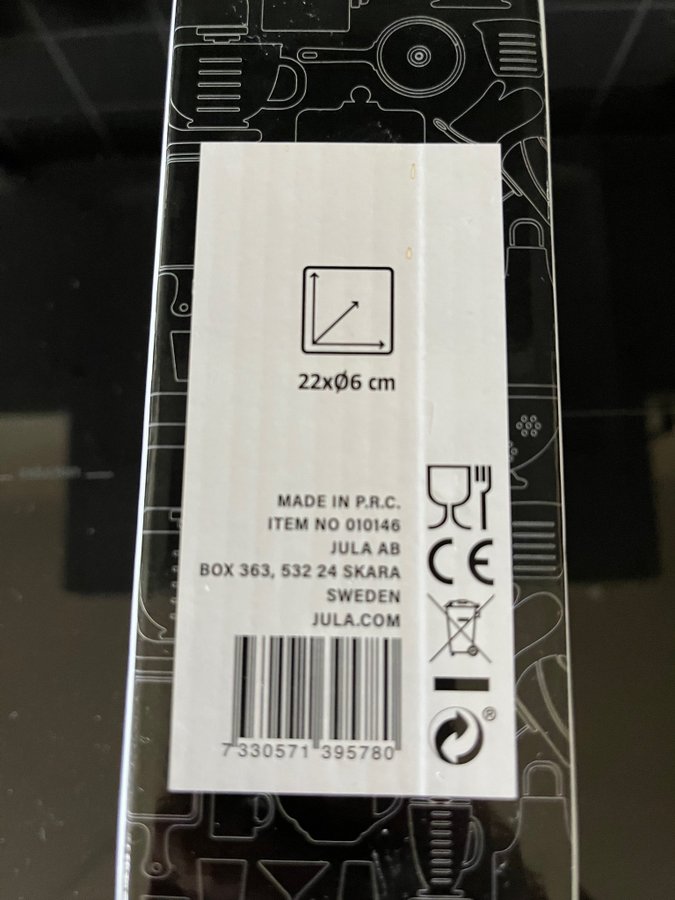 22xØ6 cm
MADE IN P.R.C.
ITEM NO 010146
JULA AB
BOX 363, 532 24 SKARA
SWEDEN
JULA.COM
CE
®
7 330571 395780